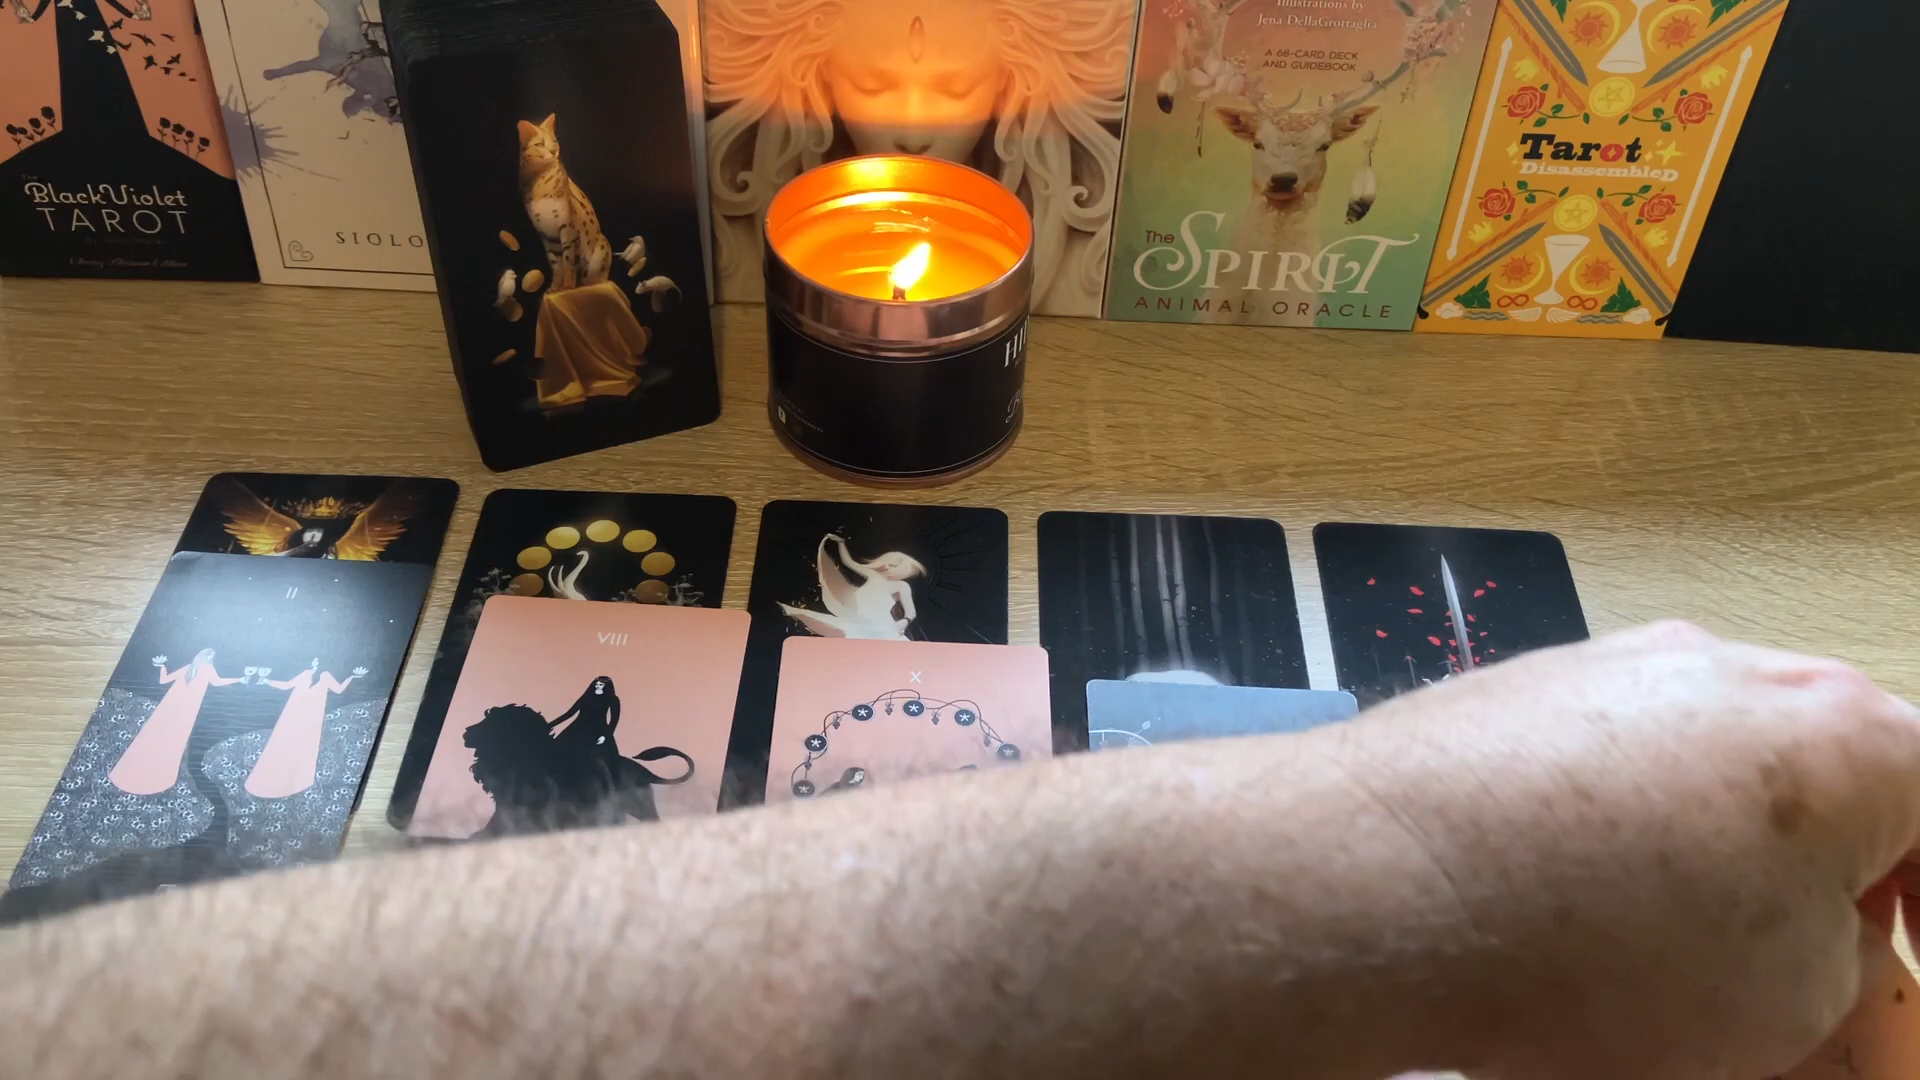 The
BlackViolet
TAROT
SIOLO
Illustrations by
Jena DellaGrottaglia
A 68-CARD DECK
AND GUIDEBOOK
The
SPIRIT
ANIMAL ORACLE
Tarot
DisassembleD
HI
II
VIII
X